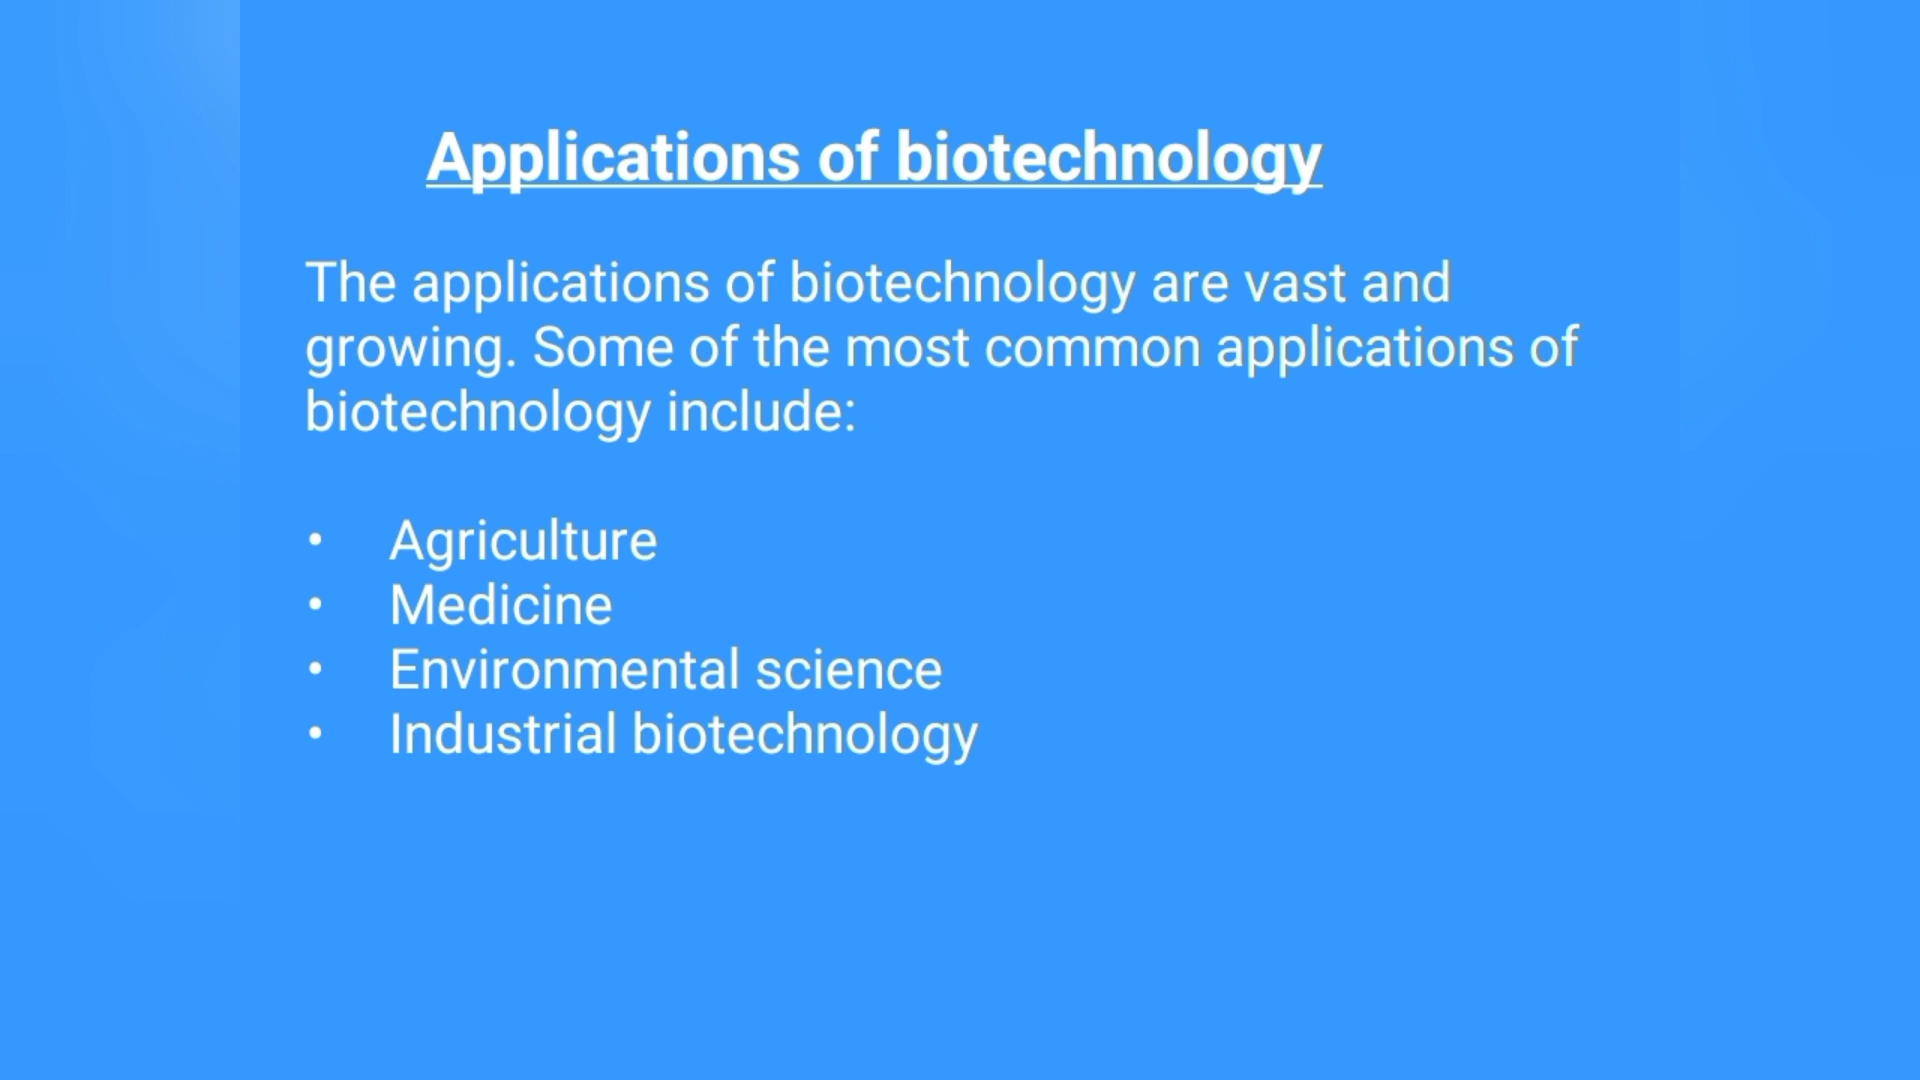 Applications of biotechnology
The applications of biotechnology are vast and
growing. Some of the most common applications of
biotechnology include:
• Agriculture
• Medicine
• Environmental science
• Industrial biotechnology